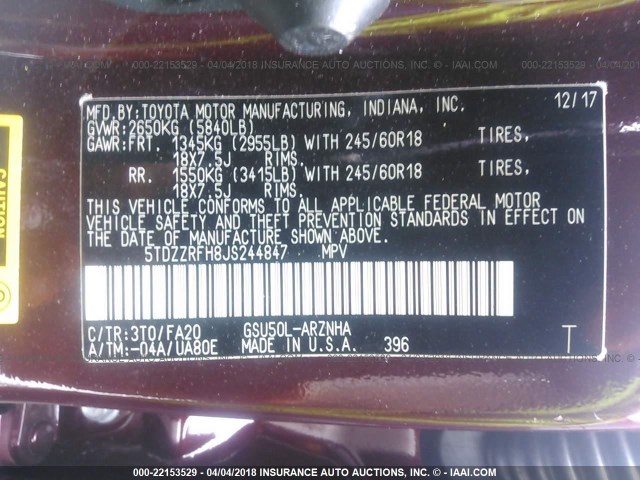 000-22153529 - 04/04/2018 INSURANCE AUTO AUCTIONS - IAAI.COM
MFD.BY:TOYOTA MOTOR MANUFACTURING, INDIANA, INC. 12/17
GVWR:2650KG (5840LB)
GAWR:FRT. 1345KG (2955LB) WITH 245/60R18 TIRES,
18X7.5J RIMS.
RR. 1550KG (3415LB) WITH 245/60R18 TIRES,
18X7.5J RIMS.
THIS VEHICLE CONFORMS TO ALL APPLICABLE FEDERAL MOTOR
VEHICLE SAFETY AND THEFT PREVENTION STANDARDS IN EFFECT ON
THE DATE OF MANUFACTURE SHOWN ABOVE.
5TDZZRFH8JS244847 MPV
C/TR:3T0/FA20 GSU50L-ARZNHA
A/TM:-04A/UA80E MADE IN U.S.A. 396 T
CAUTION
000-22153529 - 04/04/2018 INSURANCE AUTO AUCTIONS - IAAI.COM